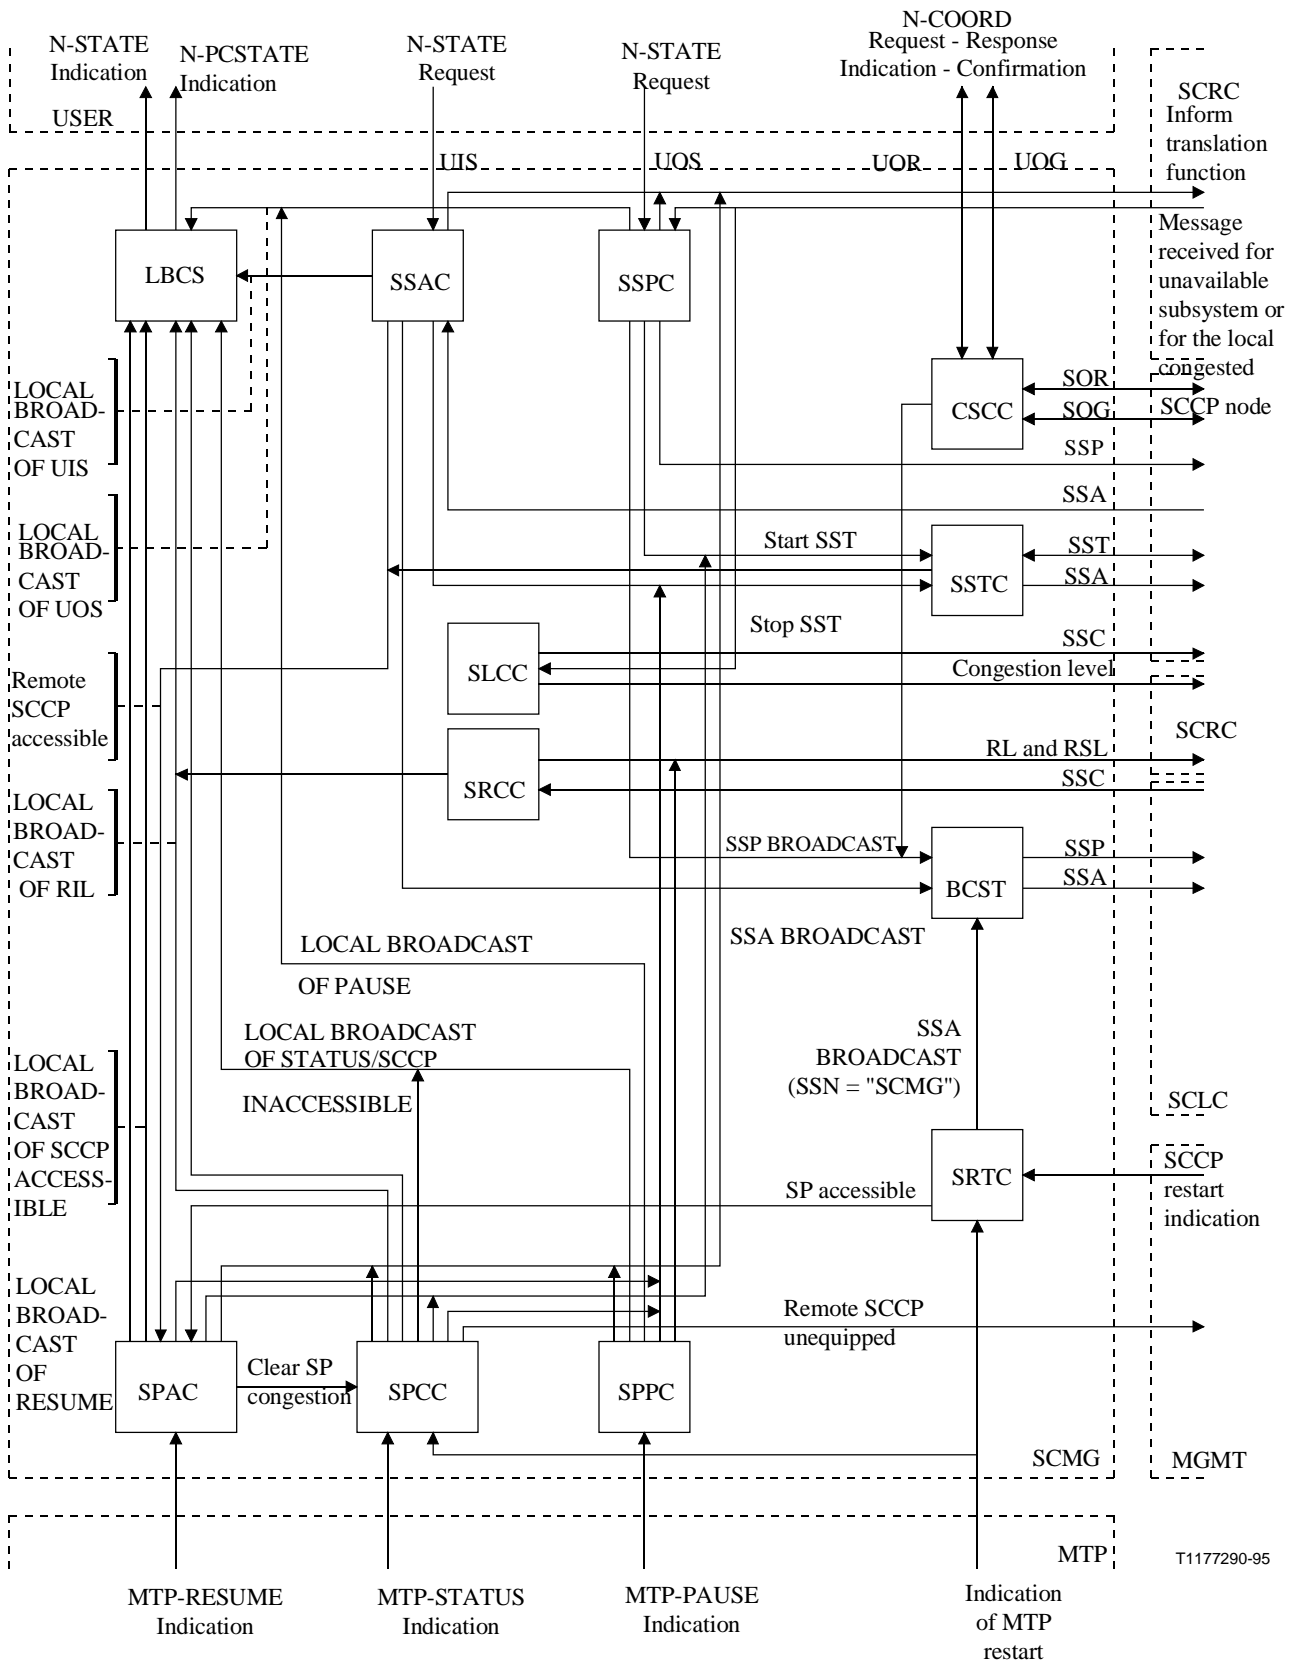 N-COORD
N-STATE
Indication
N-PCSTATE
Indication
N-STATE
Request
N-STATE
Request
Request - Response
Indication - Confirmation
USER
SCRC
Inform
translation
function
UIS
UOS
UOR
UOG
LBCS
SSAC
SSPC
Message
received for
unavailable
subsystem or
for the local
congested
SCCP node
LOCAL
BROAD-
CAST
OF UIS
CSCC
SOR
SOG
SSP
SSA
LOCAL
BROAD-
CAST
OF UOS
Start SST
SSTC
SST
SSA
Stop SST
SLCC
SSC
Congestion level
Remote
SCCP
accessible
SCRC
SRCC
RL and RSL
SSC
LOCAL
BROAD-
CAST
OF RIL
SSP BROADCAST
BCST
SSP
SSA
SSA BROADCAST
LOCAL BROADCAST
OF PAUSE
LOCAL BROADCAST
OF STATUS/SCCP
INACCESSIBLE
SSA
BROADCAST
(SSN = "SCMG")
LOCAL
BROAD-
CAST
OF SCCP
ACCESS-
IBLE
SCLC
SRTC
SCCP
restart
indication
SP accessible
LOCAL
BROAD-
CAST
OF
RESUME
Remote SCCP
unequipped
SPAC
Clear SP
congestion
SPCC
SPPC
SCMG
MGMT
MTP
T1177290-95
MTP-RESUME
Indication
MTP-STATUS
Indication
MTP-PAUSE
Indication
Indication
of MTP
restart